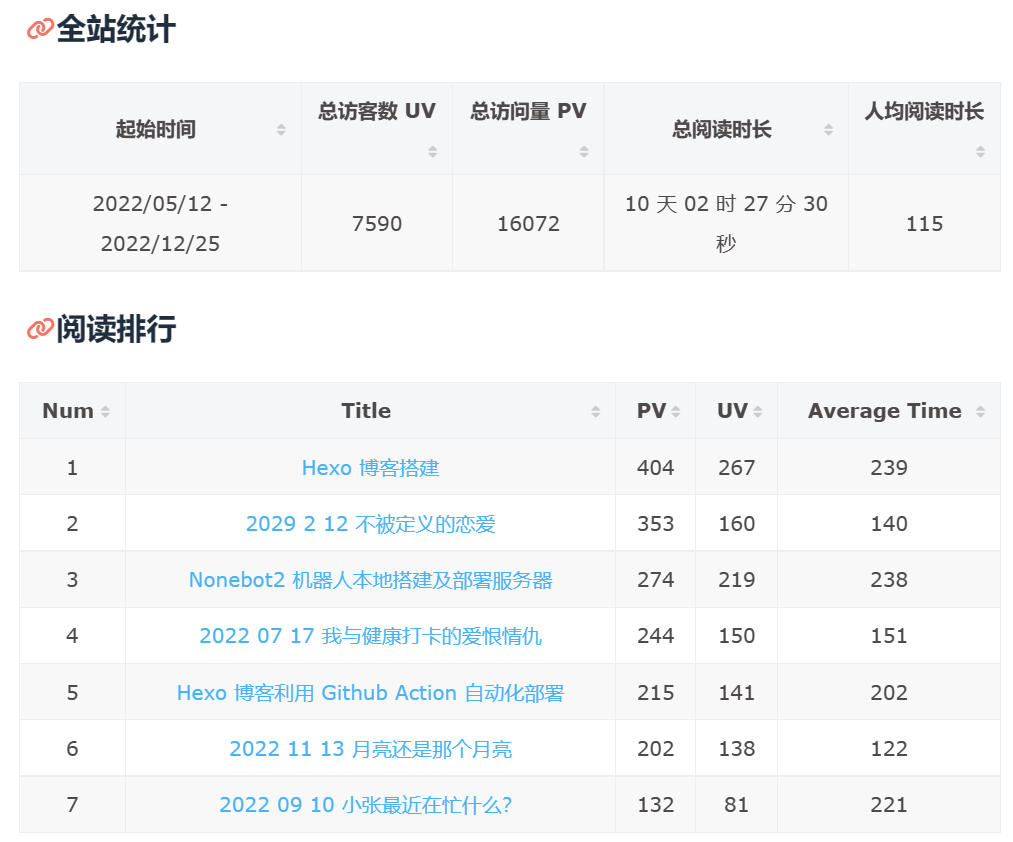 全站统计
起始时间 总访客数 UV 总访问量 PV 总阅读时长 人均阅读时长
2022/05/12 - 2022/12/25 7590 16072 10 天 02 时 27 分 30 秒 115
阅读排行
Num Title PV UV Average Time
1 Hexo 博客搭建 404 267 239
2 2029 2 12 不被定义的恋爱 353 160 140
3 Nonebot2 机器人本地搭建及部署服务器 274 219 238
4 2022 07 17 我与健康打卡的爱恨情仇 244 150 151
5 Hexo 博客利用 Github Action 自动化部署 215 141 202
6 2022 11 13 月亮还是那个月亮 202 138 122
7 2022 09 10 小张最近在忙什么? 132 81 221